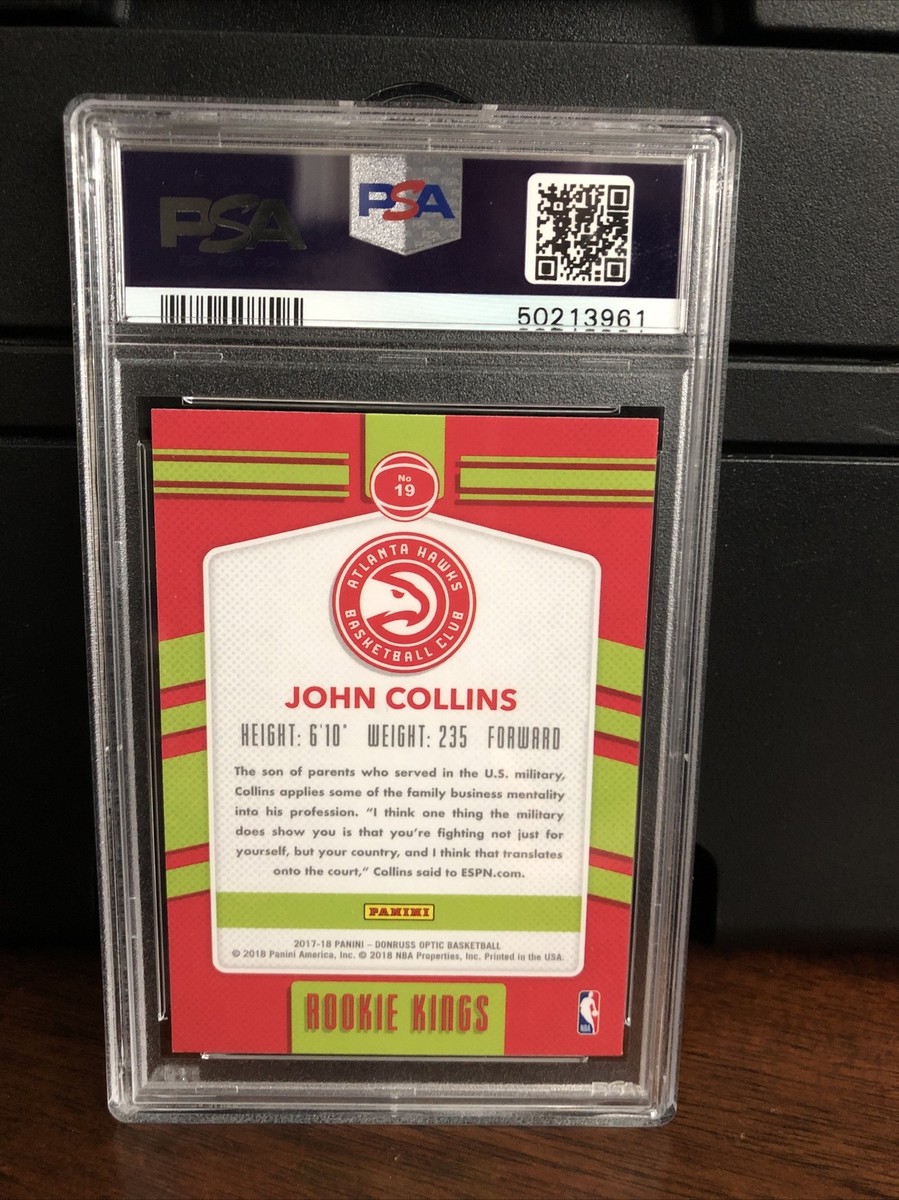 PSA
PSA
50213961
No
19
ATLANTA HAWKS
BASKETBALL CLUB
JOHN COLLINS
HEIGHT: 6'10" WEIGHT: 235 FORWARD
The son of parents who served in the U.S. military,
Collins applies some of the family business mentality
into his profession. “I think one thing the military
does show you is that you’re fighting not just for
yourself, but your country, and I think that translates
onto the court,” Collins said to ESPN.com.
PANINI
2017-18 PANINI – DONRUSS OPTIC BASKETBALL
© 2018 Panini America, Inc. © 2018 NBA Properties, Inc. Printed in the USA.
ROOKIE KINGS
NBA